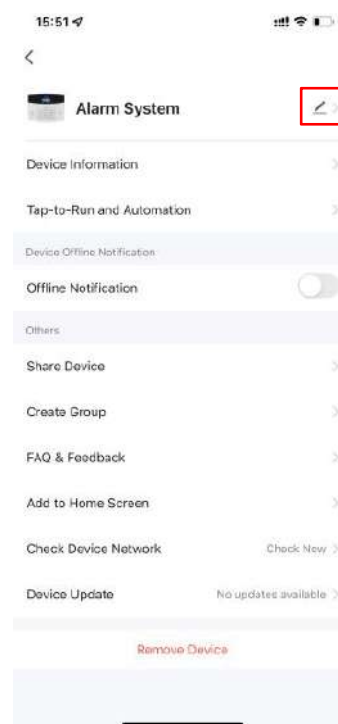 15:51
Alarm System
Device Information
Tap-to-Run and Automation
Device Offline Notification
Offline Notification
Others
Share Device
Create Group
FAQ & Feedback
Add to Home Screen
Check Device Network Check Now
Device Update No updates available
Remove Device